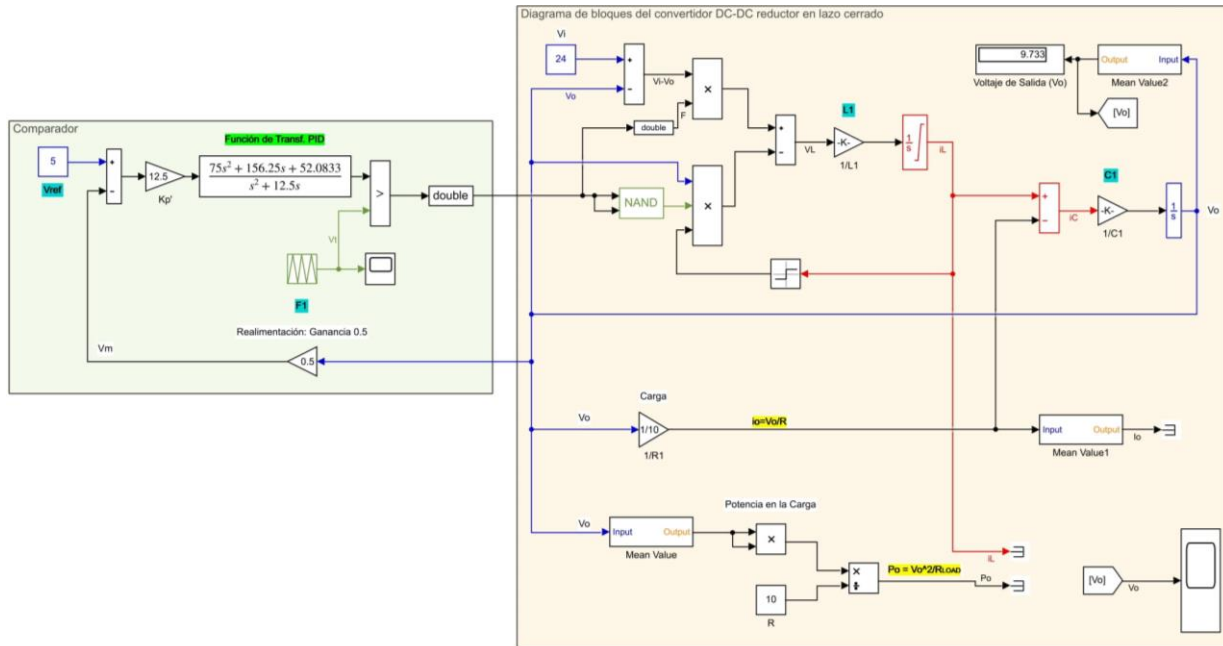 Diagrama de bloques del convertidor DC-DC reductor en lazo cerrado
Vi
24
Vo
+
−
Vi-Vo
×
F
double
NAND
×
+
−
VL
L1
-K-
1/L1
1/s
iL
9.733
Voltaje de Salida (Vo)
Output Input
Mean Value2
[Vo]
+
−
iC
C1
-K-
1/C1
1/s
Vo
Comparador
5
Vref
+
−
12.5
Kp'
Función de Transf. PID
75s² + 156.25s + 52.0833
s² + 12.5s
>
double
Vt
F1
Realimentación: Ganancia 0.5
Vm
0.5
Carga
Vo
1/10
1/R1
io=Vo/R
Input Output
Mean Value1
Io
Potencia en la Carga
Vo
Input Output
Mean Value
×
10
R
×
÷
Po = Vo^2/RLOAD
iL
Po
[Vo]
Vo